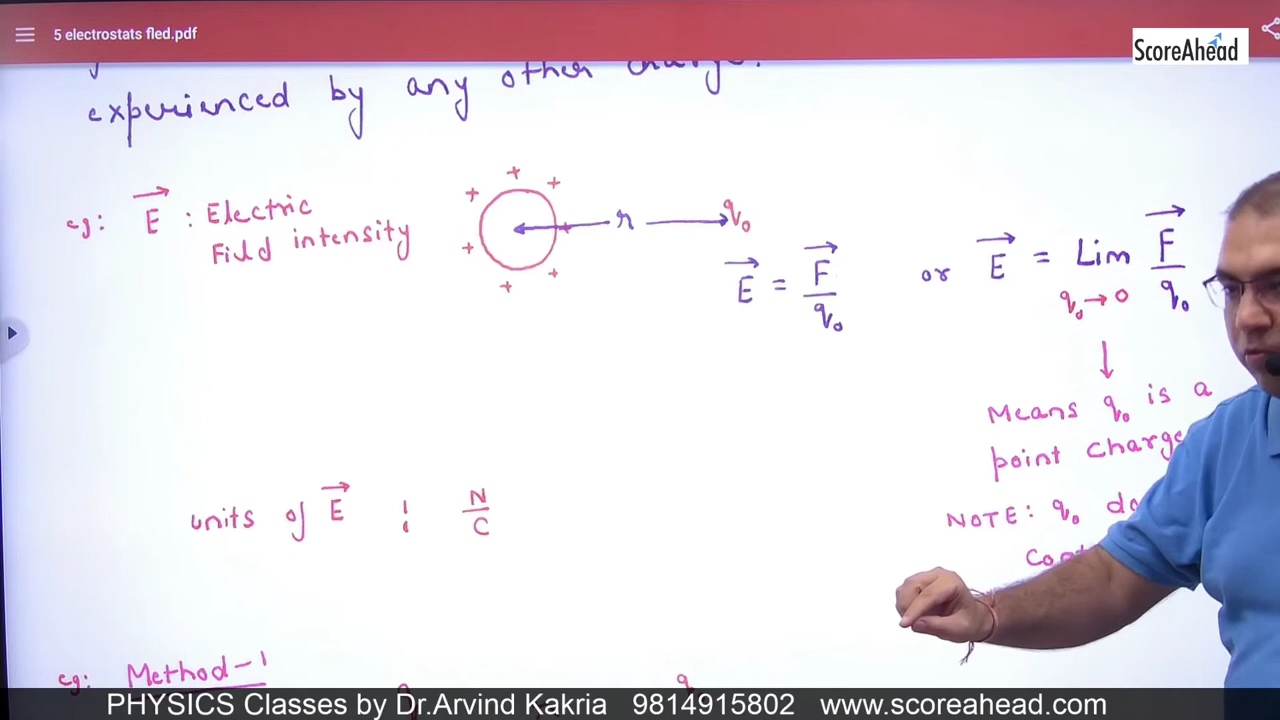 5 electrostats fled.pdf
ScoreAhead
experienced by any other charge.
eg: E : Electric
Field intensity
+ + + + + + + +
r
q₀
E = F/q₀ or E = Lim F/q₀
q₀→0
Means q₀ is a
point charge
NOTE: q₀
units of E : N/C
eg: Method-1
q
PHYSICS Classes by Dr.Arvind Kakria 9814915802 www.scoreahead.com